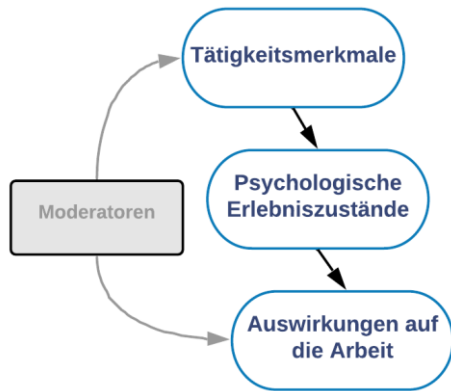 Tätigkeitsmerkmale
Psychologische
Erlebniszustände
Moderatoren
Auswirkungen auf
die Arbeit